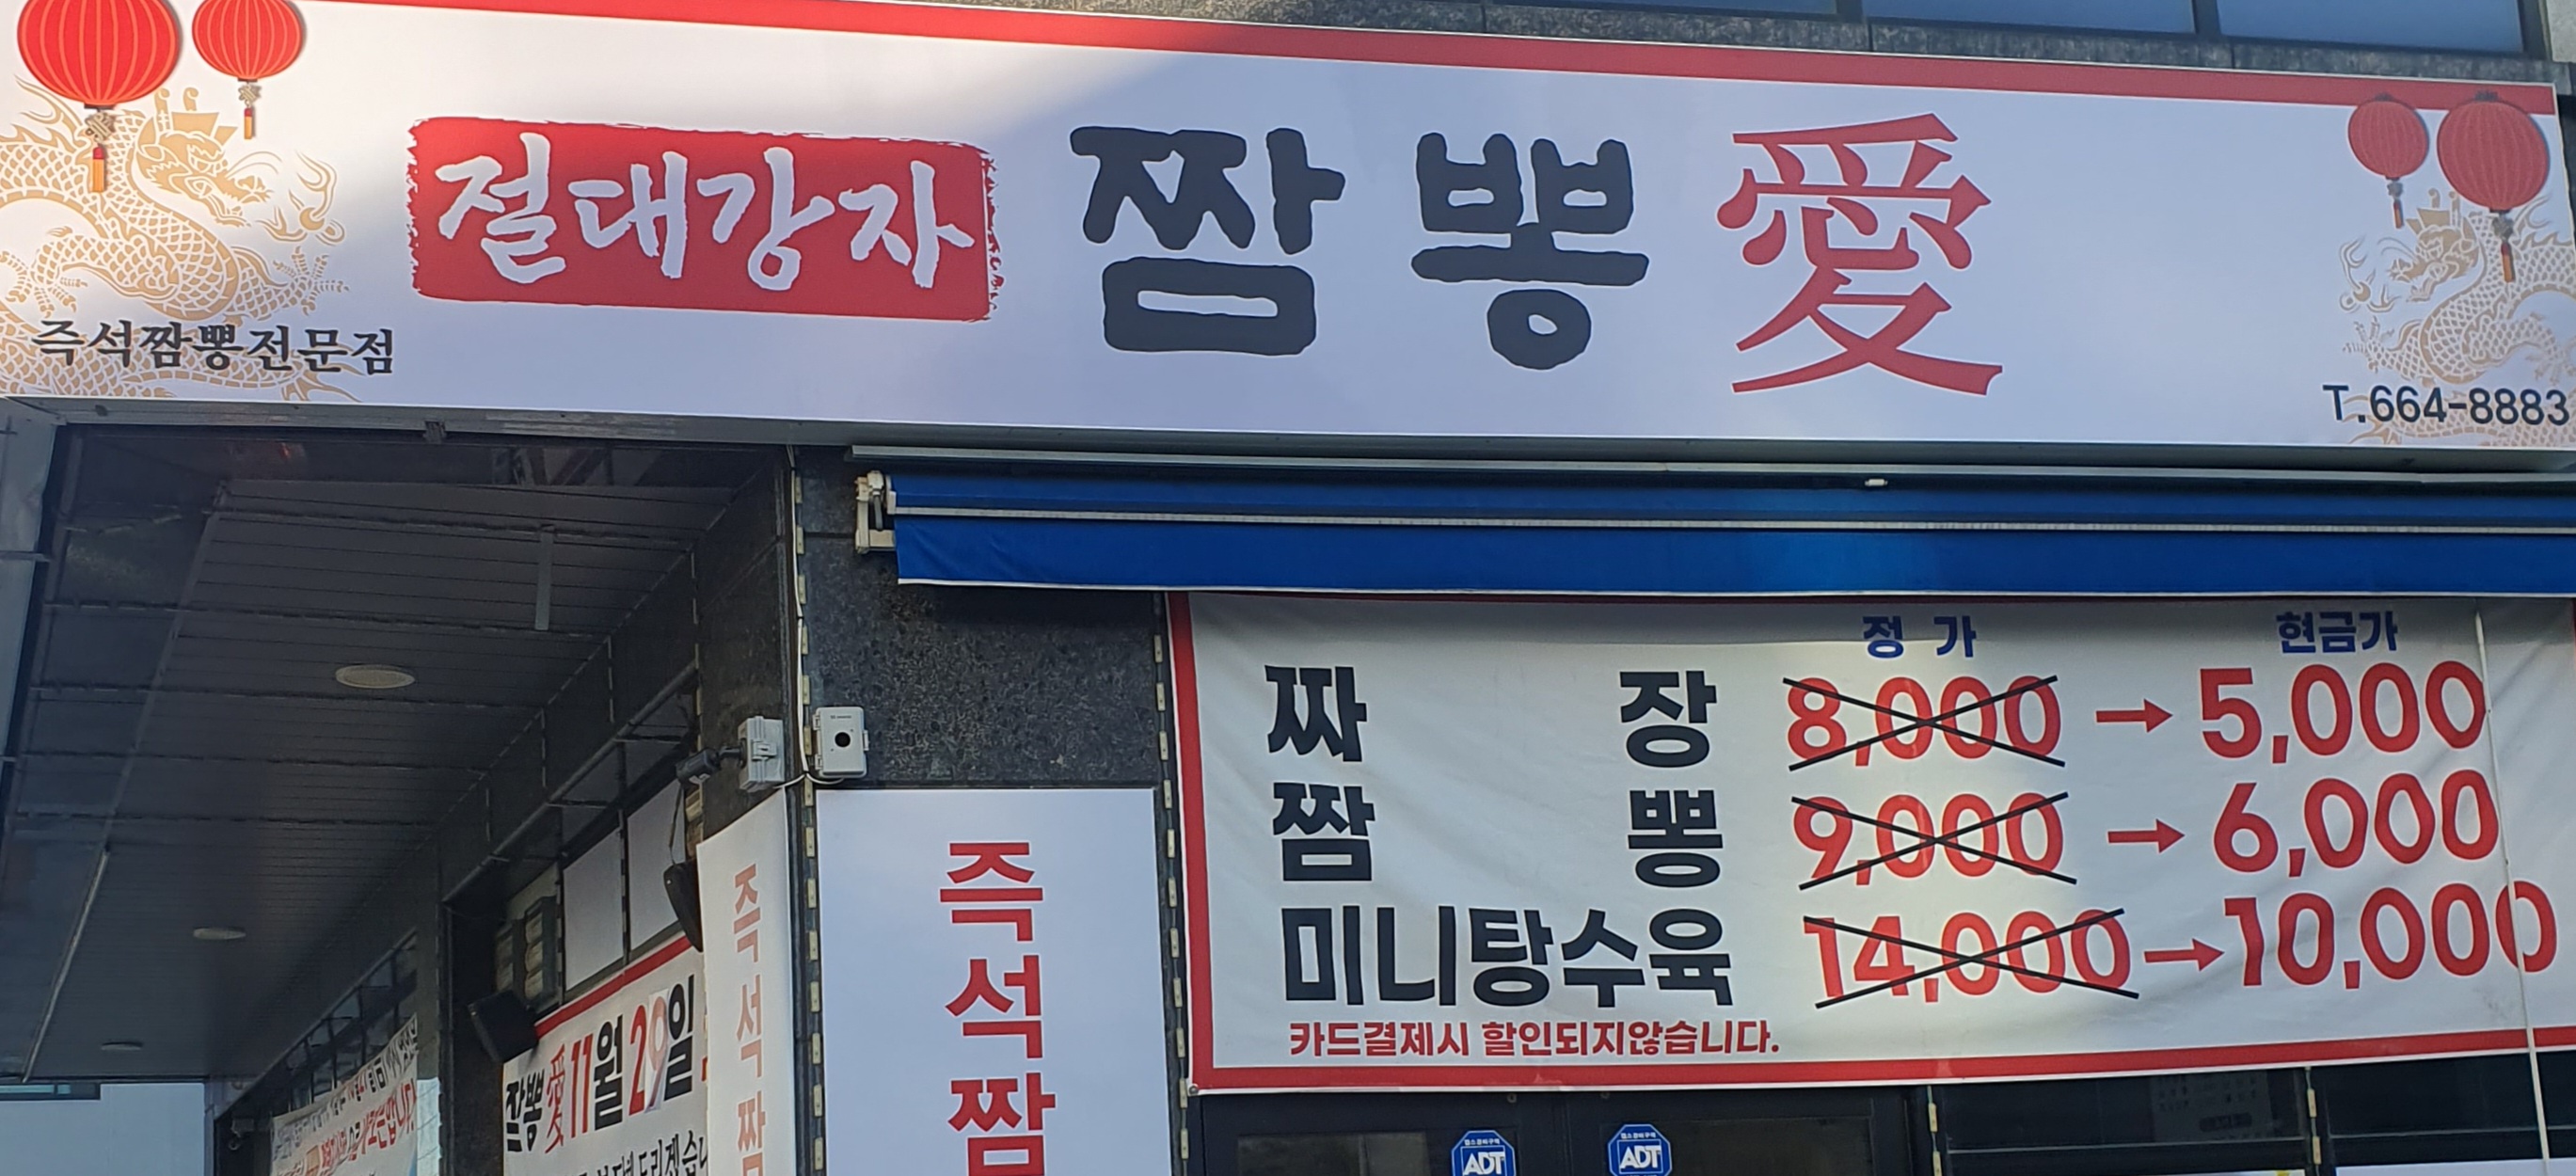 절대강자 짬뽕愛
즉석짬뽕전문점
T.664-8883
정가 현금가
짜장 8,000 → 5,000
짬뽕 9,000 → 6,000
미니탕수육 14,000 → 10,000
카드결제시 할인되지않습니다.
즉석짬
즉석짬
짬뽕愛 11월 29일
ADT
ADT